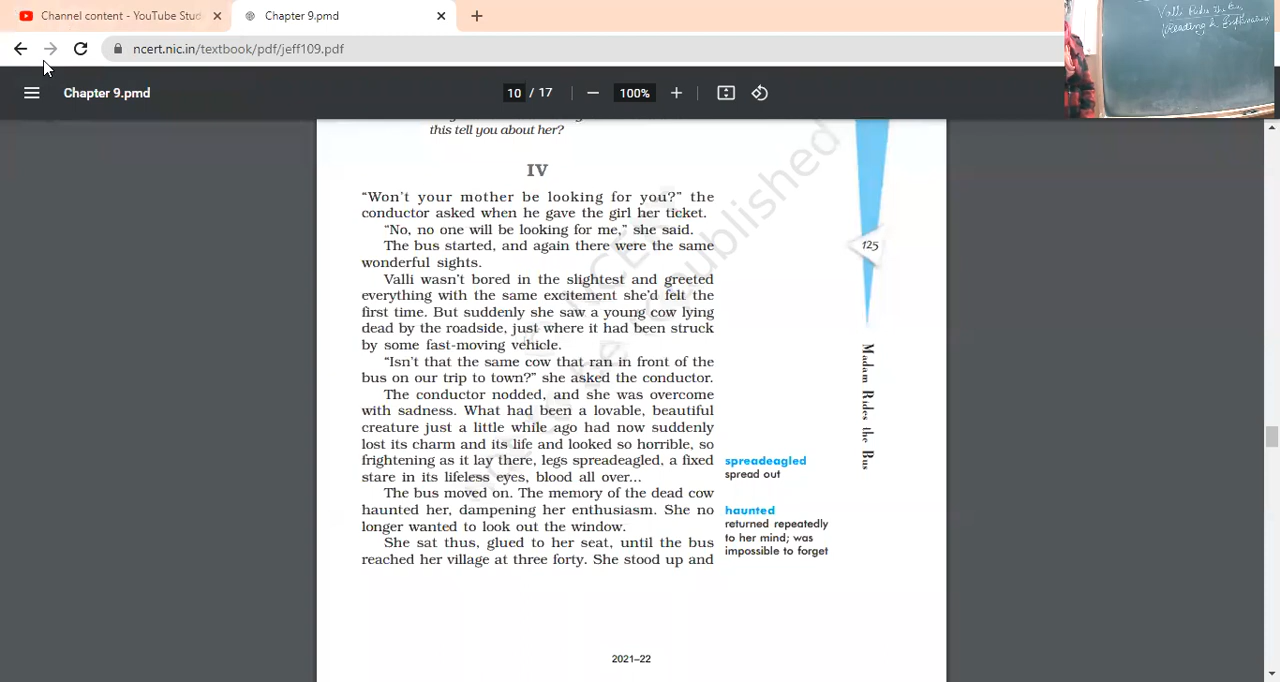 Channel content - YouTube Stud
Chapter 9.pmd
ncert.nic.in/textbook/pdf/jeff109.pdf
Chapter 9.pmd
10 / 17
100%
Valli Rides The Bus
(Reading &
this tell you about her?
IV
“Won't your mother be looking for you?” the
conductor asked when he gave the girl her ticket.
“No, no one will be looking for me,” she said.
The bus started, and again there were the same
wonderful sights.
Valli wasn't bored in the slightest and greeted
everything with the same excitement she'd felt the
first time. But suddenly she saw a young cow lying
dead by the roadside, just where it had been struck
by some fast-moving vehicle.
“Isn't that the same cow that ran in front of the
bus on our trip to town?” she asked the conductor.
The conductor nodded, and she was overcome
with sadness. What had been a lovable, beautiful
creature just a little while ago had now suddenly
lost its charm and its life and looked so horrible, so
frightening as it lay there, legs spreadeagled, a fixed
stare in its lifeless eyes, blood all over...
The bus moved on. The memory of the dead cow
haunted her, dampening her enthusiasm. She no
longer wanted to look out the window.
She sat thus, glued to her seat, until the bus
reached her village at three forty. She stood up and
spreadeagled
spread out
haunted
returned repeatedly
to her mind; was
impossible to forget
125
Madam Rides the Bus
republished
2021–22